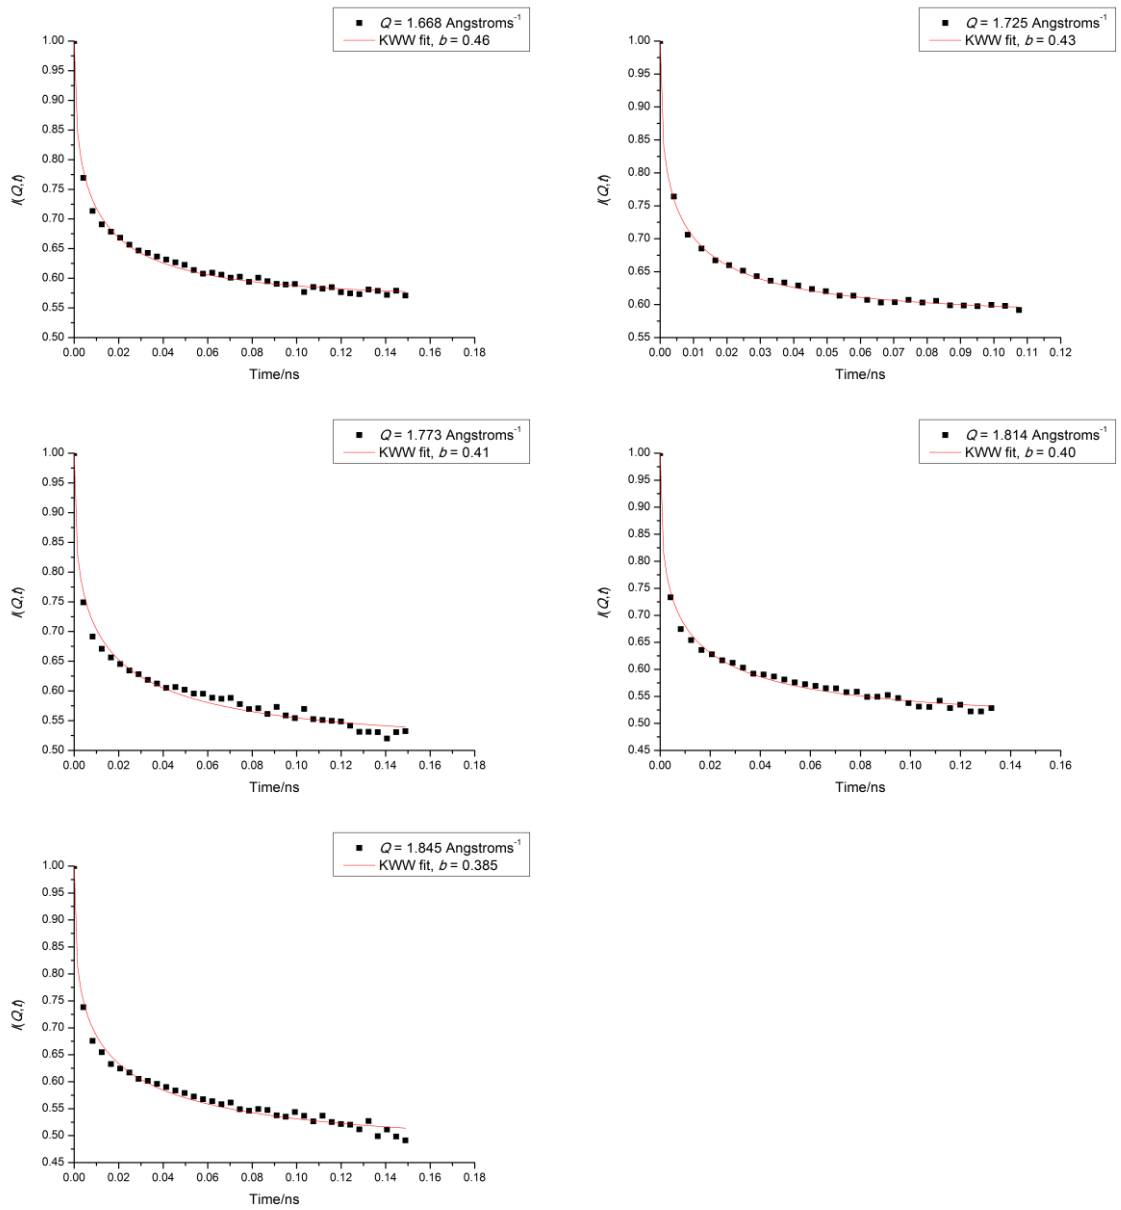 Q = 1.668 Angstroms⁻¹
KWW fit, b = 0.46
1.00
0.95
0.90
0.85
0.80
0.75
0.70
0.65
0.60
0.55
0.50
I(Q,t)
0.00 0.02 0.04 0.06 0.08 0.10 0.12 0.14 0.16 0.18
Time/ns
Q = 1.725 Angstroms⁻¹
KWW fit, b = 0.43
1.00
0.95
0.90
0.85
0.80
0.75
0.70
0.65
0.60
0.55
I(Q,t)
0.00 0.01 0.02 0.03 0.04 0.05 0.06 0.07 0.08 0.09 0.10 0.11 0.12
Time/ns
Q = 1.773 Angstroms⁻¹
KWW fit, b = 0.41
1.00
0.95
0.90
0.85
0.80
0.75
0.70
0.65
0.60
0.55
0.50
I(Q,t)
0.00 0.02 0.04 0.06 0.08 0.10 0.12 0.14 0.16 0.18
Time/ns
Q = 1.814 Angstroms⁻¹
KWW fit, b = 0.40
1.00
0.95
0.90
0.85
0.80
0.75
0.70
0.65
0.60
0.55
0.50
0.45
I(Q,t)
0.00 0.02 0.04 0.06 0.08 0.10 0.12 0.14 0.16
Time/ns
Q = 1.845 Angstroms⁻¹
KWW fit, b = 0.385
1.00
0.95
0.90
0.85
0.80
0.75
0.70
0.65
0.60
0.55
0.50
0.45
I(Q,t)
0.00 0.02 0.04 0.06 0.08 0.10 0.12 0.14 0.16 0.18
Time/ns